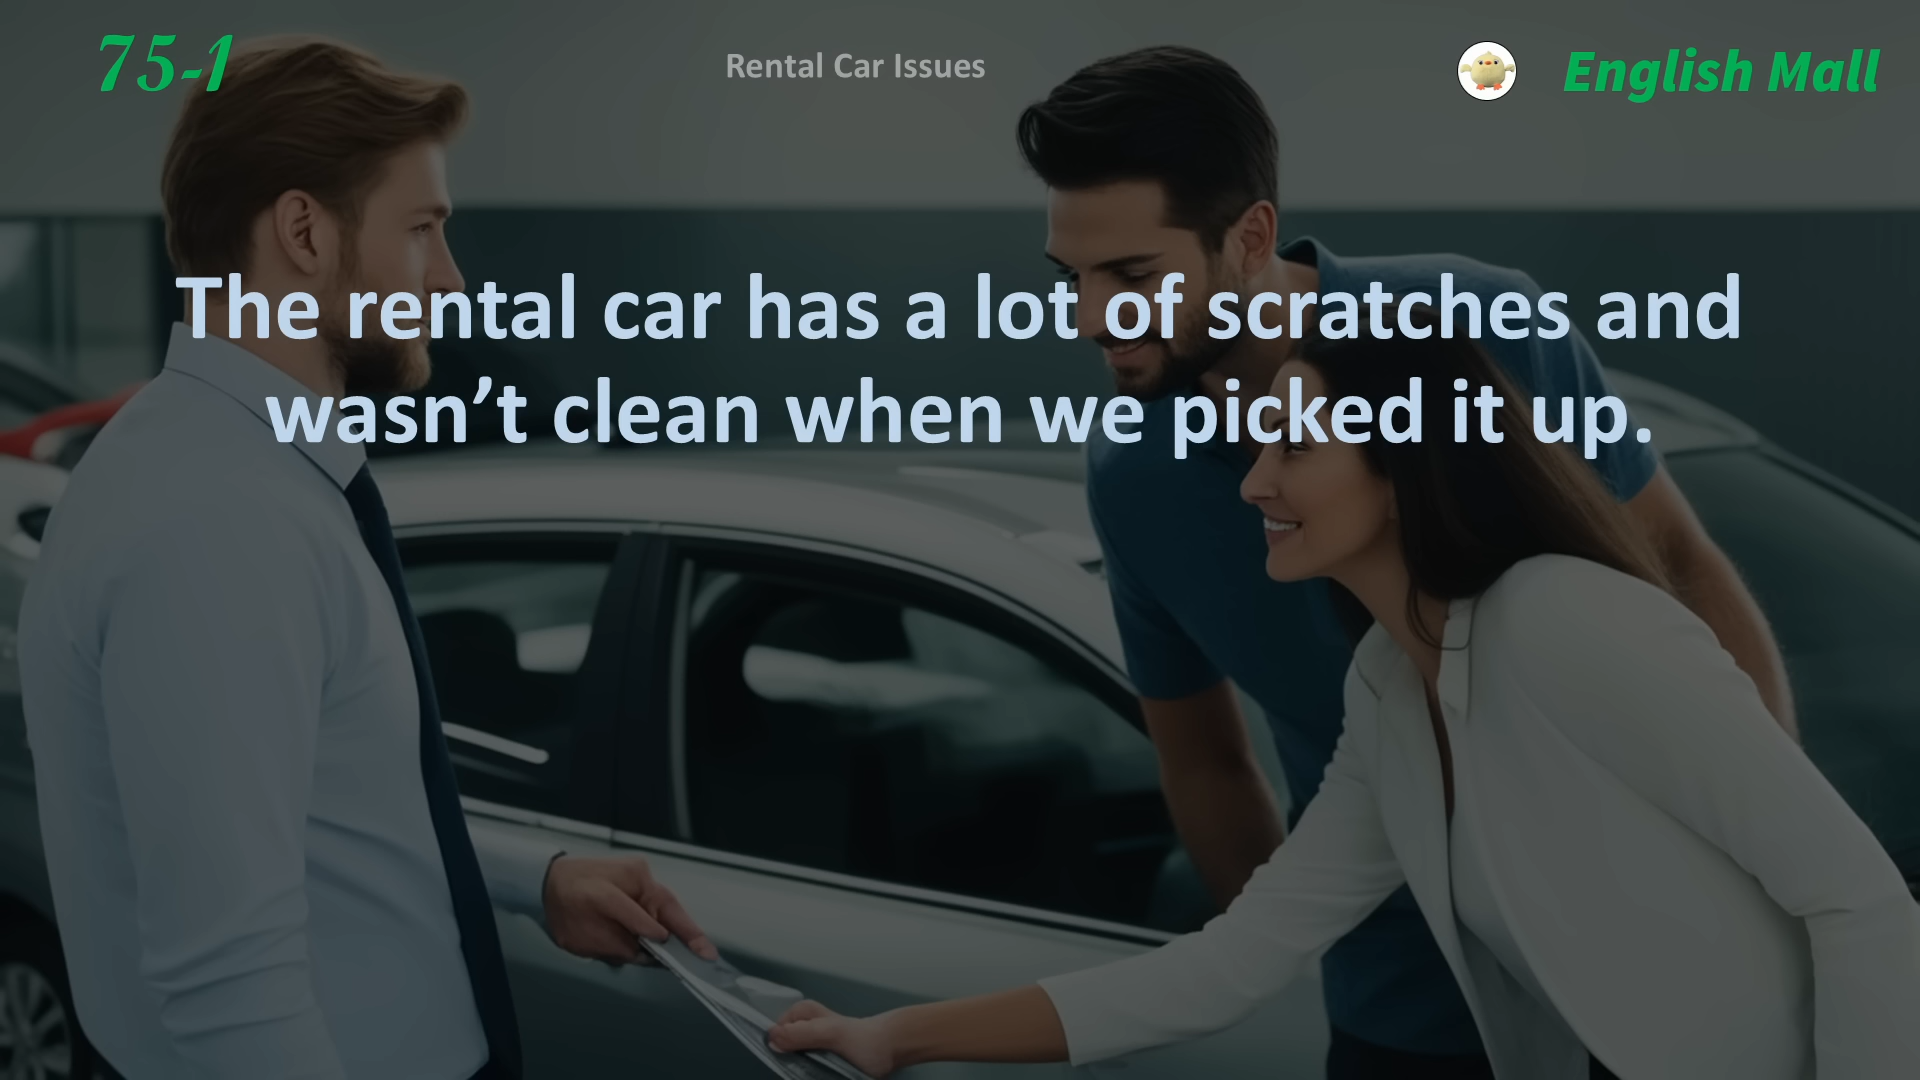 75-1
Rental Car Issues
English Mall
The rental car has a lot of scratches and
wasn’t clean when we picked it up.